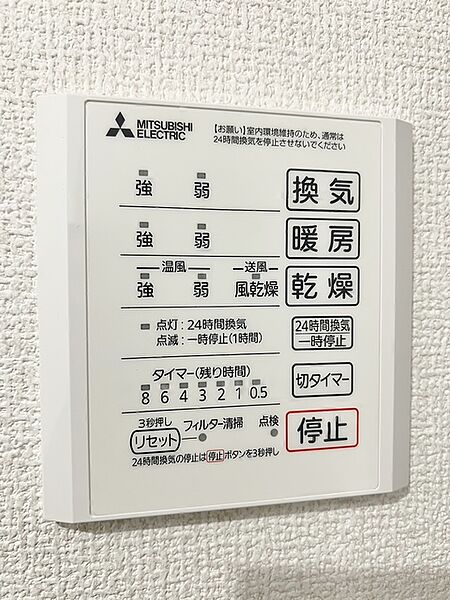 MITSUBISHI
ELECTRIC
【お願い】室内環境維持のため、通常は
24時間換気を停止させないでください
強 弱 換気
強 弱 暖房
温風 送風
強 弱 風乾燥 乾燥
点灯:24時間換気
点滅:一時停止(1時間)
24時間換気
一時停止
タイマー(残り時間)
8 6 4 3 2 1 0.5
切タイマー
3秒押し
リセット フィルター清掃 点検
停止
24時間換気の停止は停止ボタンを3秒押し